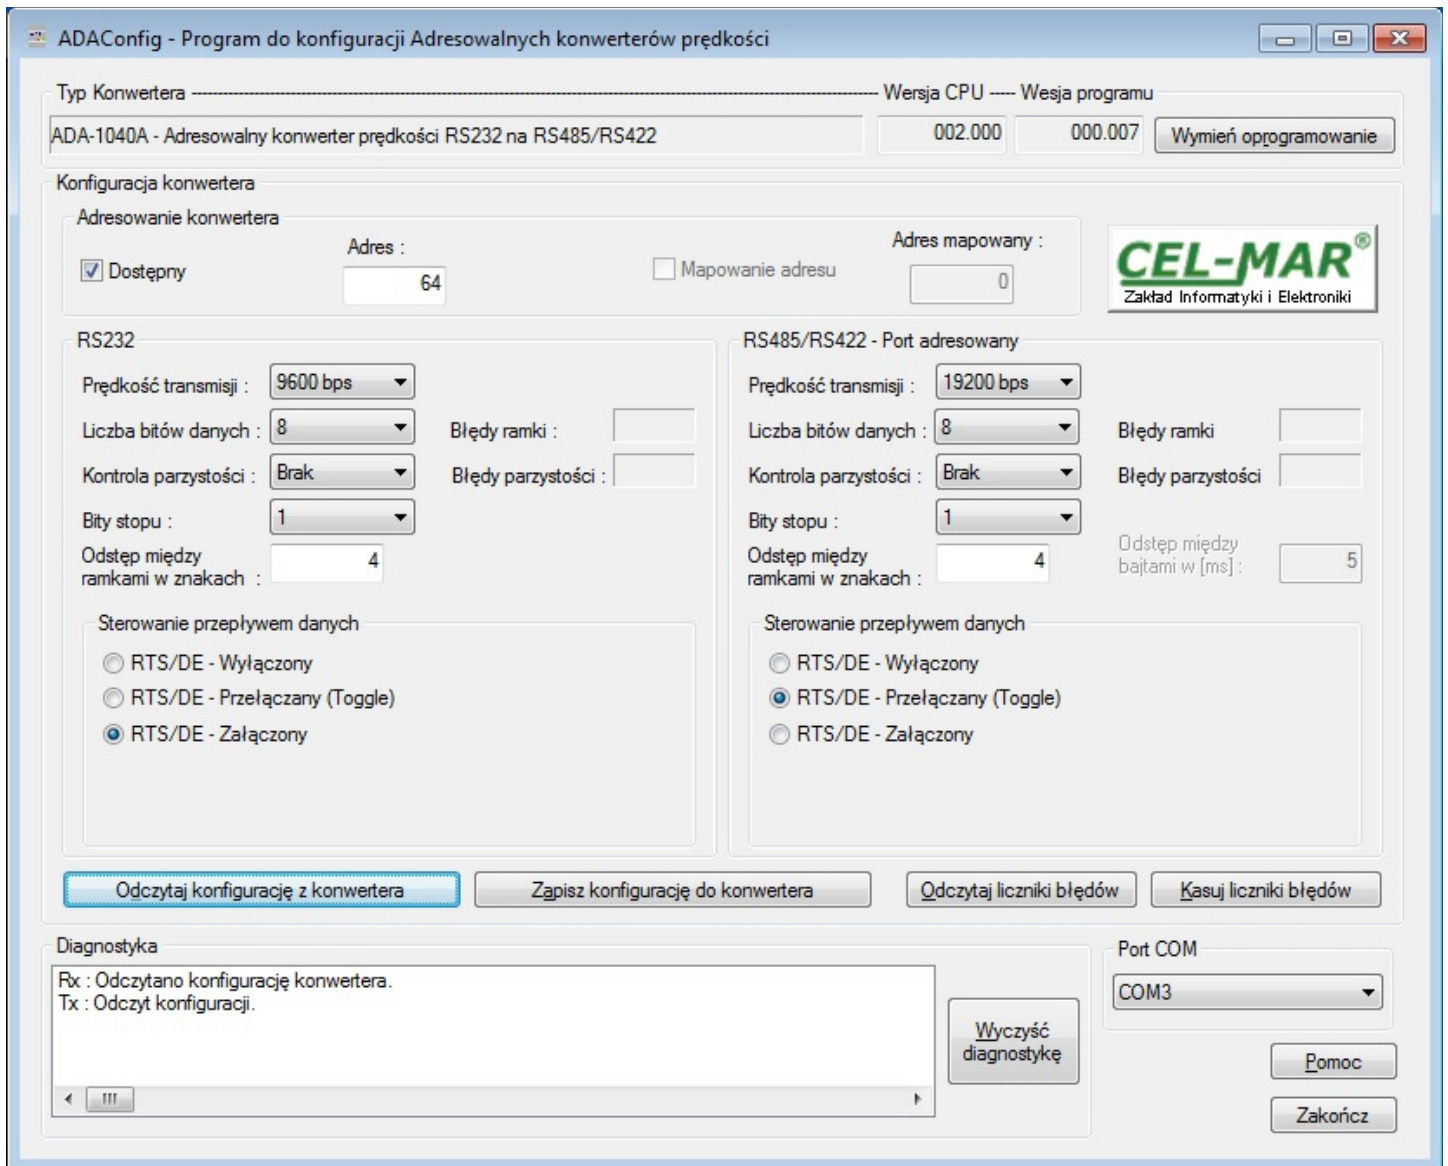 ADAConfig - Program do konfiguracji Adresowalnych konwerterów prędkości
Typ Konwertera Wersja CPU Wesja programu
ADA-1040A - Adresowalny konwerter prędkości RS232 na RS485/RS422 002.000 000.007 Wymień oprogramowanie
Konfiguracja konwertera
Adresowanie konwertera
Adres : Adres mapowany :
Dostępny 64 Mapowanie adresu 0
CEL-MAR®
Zakład Informatyki i Elektroniki
RS232
Prędkość transmisji : 9600 bps
Liczba bitów danych : 8 Błędy ramki :
Kontrola parzystości : Brak Błędy parzystości :
Bity stopu : 1
Odstęp między
ramkami w znakach : 4
Sterowanie przepływem danych
RTS/DE - Wyłączony
RTS/DE - Przełączany (Toggle)
RTS/DE - Załączony
RS485/RS422 - Port adresowany
Prędkość transmisji : 19200 bps
Liczba bitów danych : 8 Błędy ramki
Kontrola parzystości : Brak Błędy parzystości
Bity stopu : 1
Odstęp między
ramkami w znakach : 4
Odstęp między
bajtami w [ms] : 5
Sterowanie przepływem danych
RTS/DE - Wyłączony
RTS/DE - Przełączany (Toggle)
RTS/DE - Załączony
Odczytaj konfigurację z konwertera Zapisz konfigurację do konwertera Odczytaj liczniki błędów Kasuj liczniki błędów
Diagnostyka
Rx : Odczytano konfigurację konwertera.
Tx : Odczyt konfiguracji.
Wyczyść
diagnostykę
Port COM
COM3
Pomoc
Zakończ